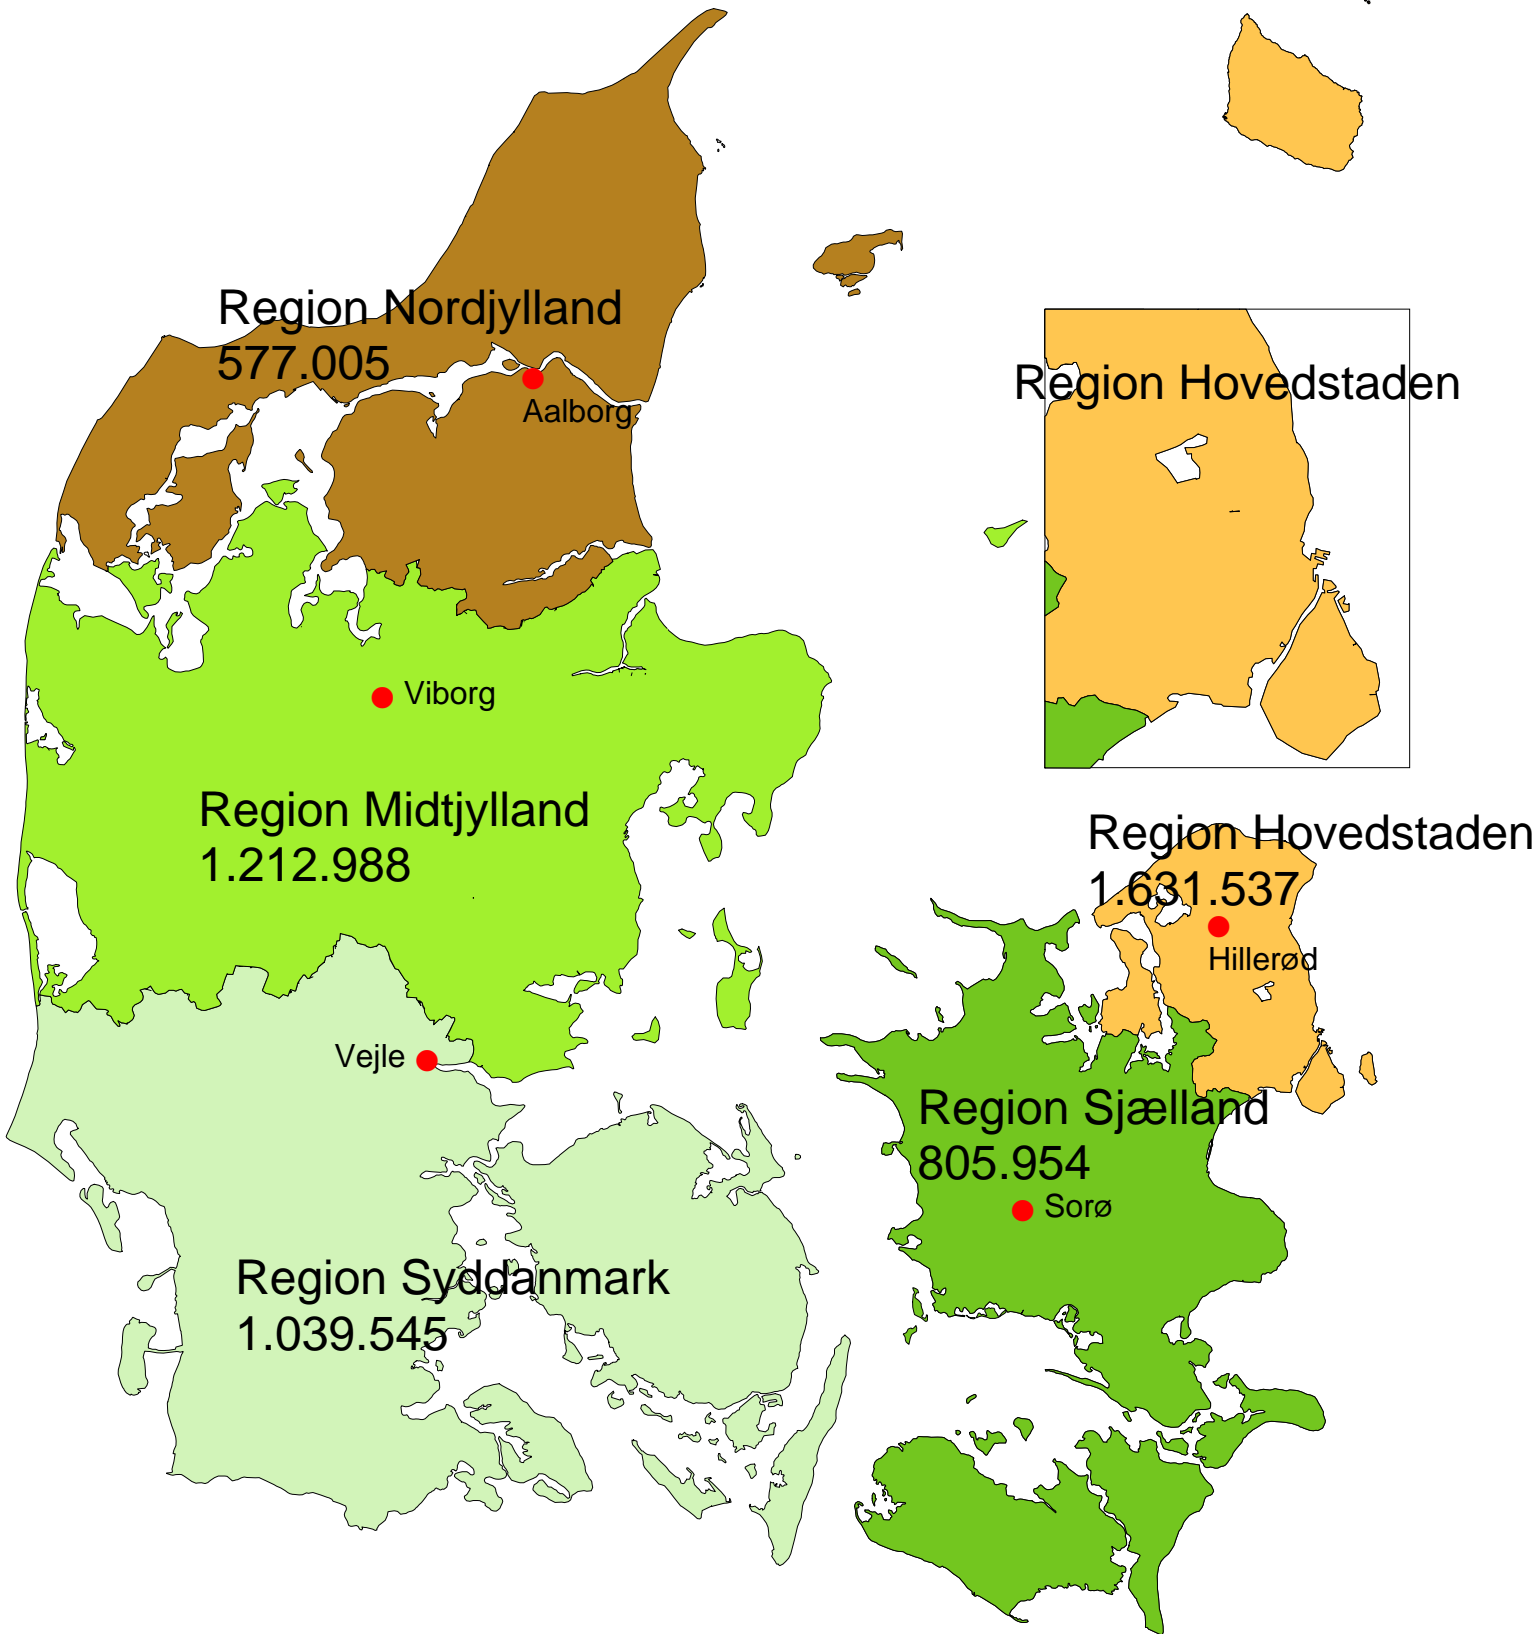 Region Nordjylland
577.005
Aalborg
Region Hovedstaden
Viborg
Region Midtjylland
1.212.988
Region Hovedstaden
1.631.537
Hillerød
Vejle
Region Sjælland
805.954
Sorø
Region Syddanmark
1.039.545